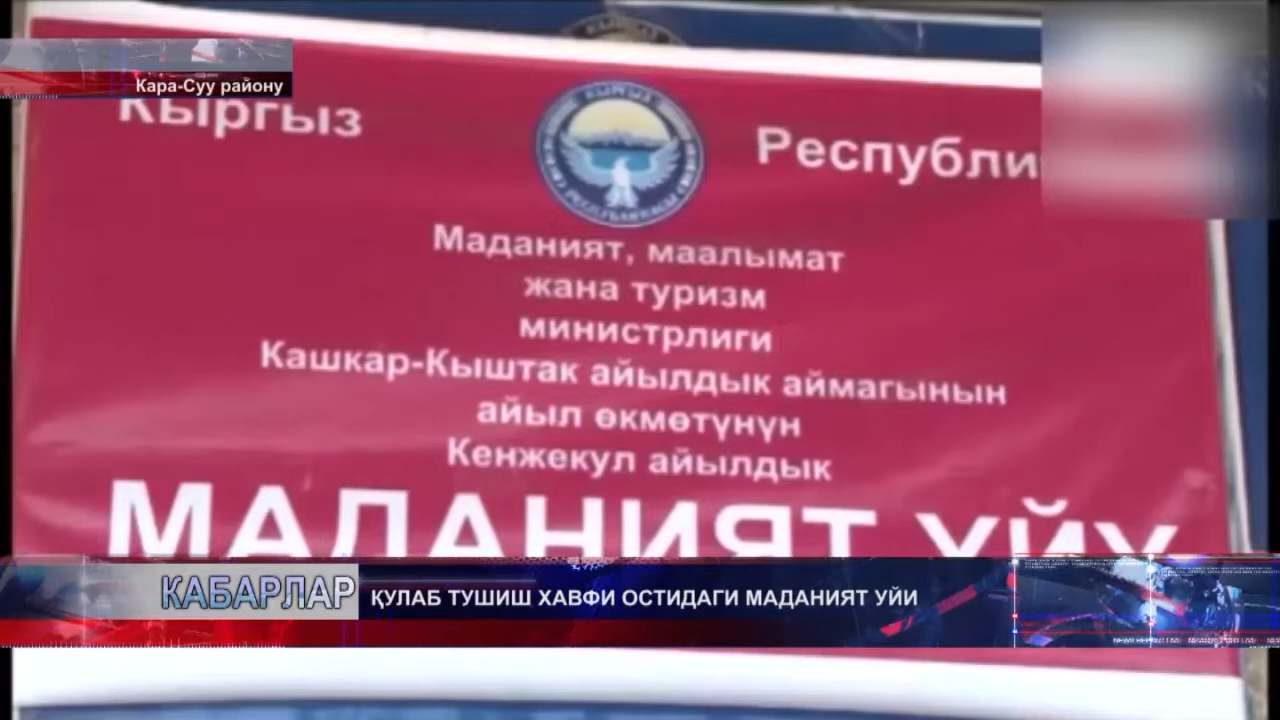 Кара-Суу району
Кыргыз
Республи
Маданият, маалымат
жана туризм
министрлиги
Кашкар-Кыштак айылдык аймагынын
айыл өкмөтүнүн
Кенжекул айылдык
МАДАНИЯТ УЙУ
КАБАРЛАР
ҚУЛАБ ТУШИШ ХАВФИ ОСТИДАГИ МАДАНИЯТ УЙИ